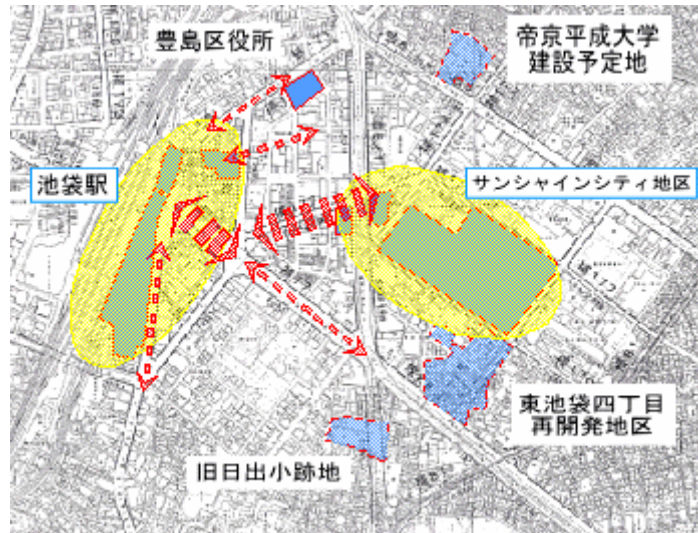 豊島区役所
帝京平成大学
建設予定地
池袋駅
サンシャインシティ地区
東池袋四丁目
再開発地区
旧日出小跡地